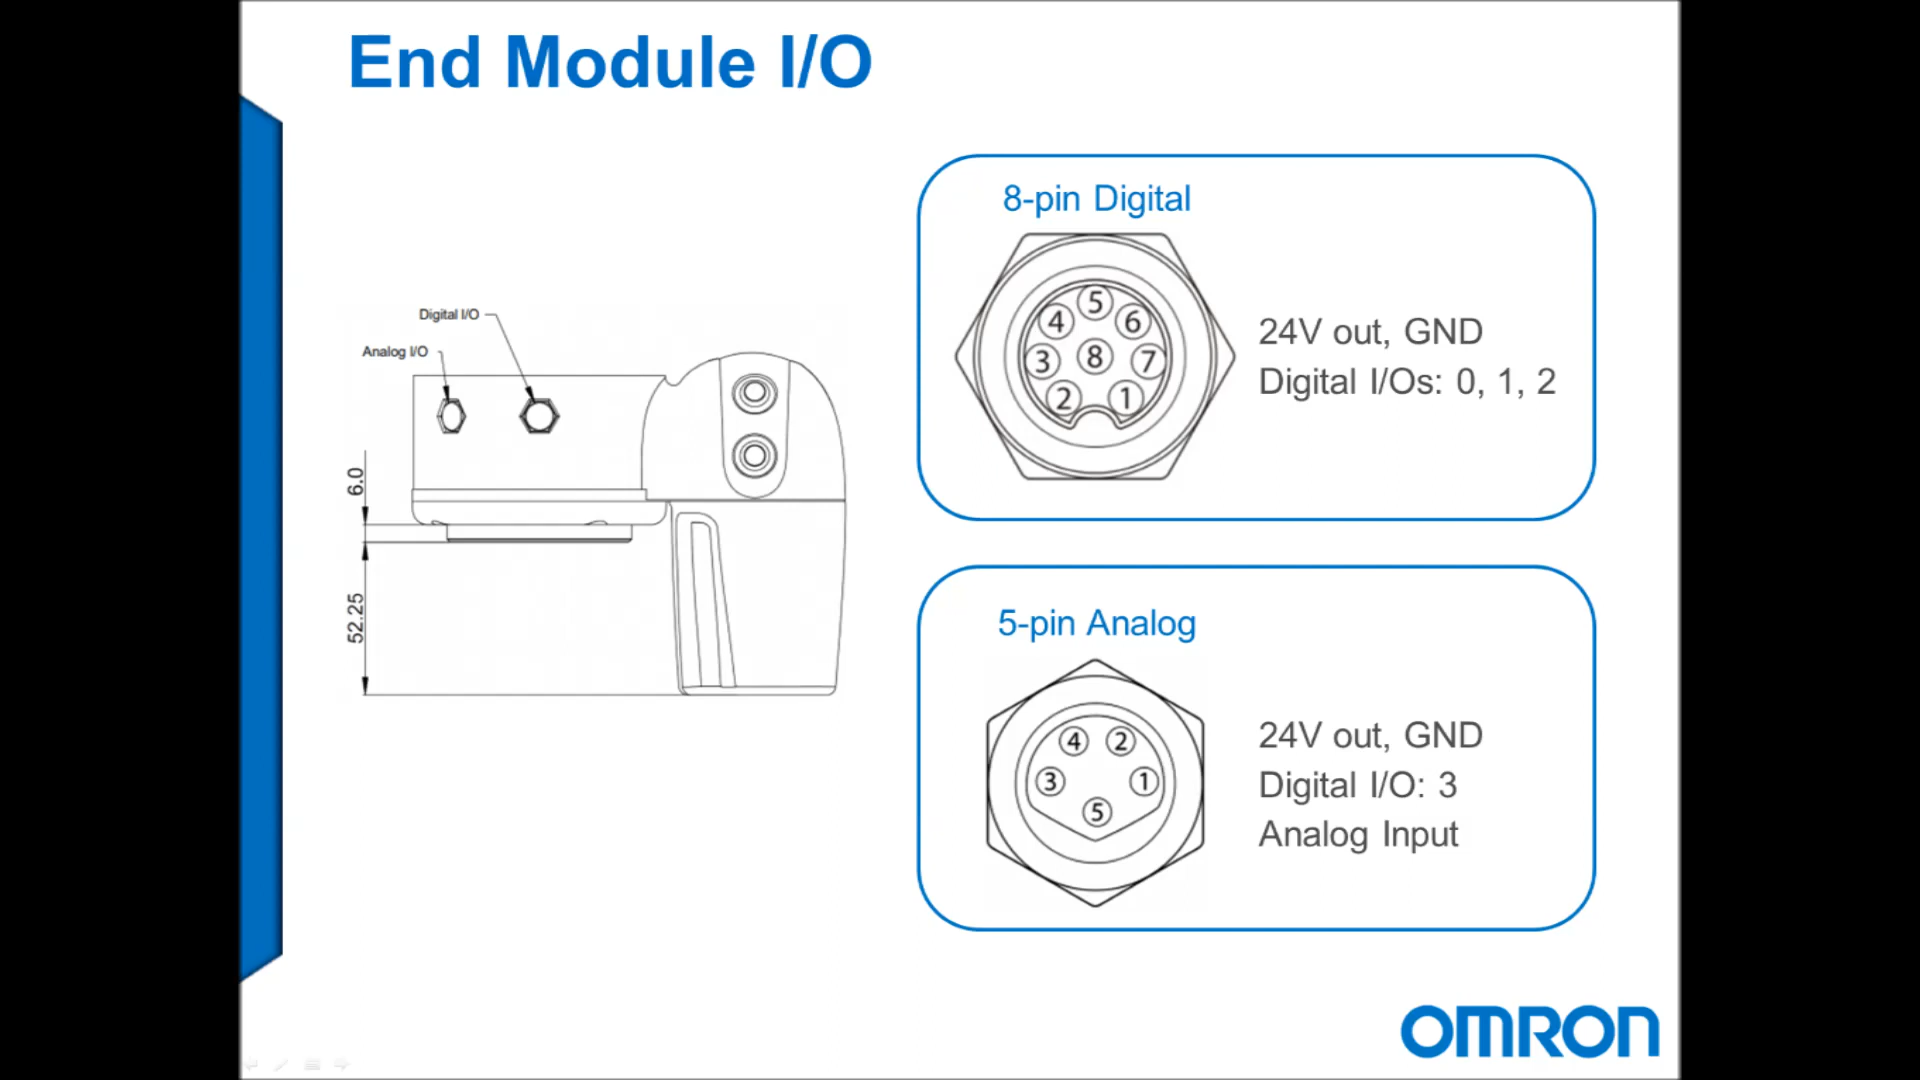 End Module I/O
Digital I/O
Analog I/O
6.0
52.25
8-pin Digital
5
4
6
3
8
7
2
1
24V out, GND
Digital I/Os: 0, 1, 2
5-pin Analog
4
2
3
1
5
24V out, GND
Digital I/O: 3
Analog Input
OMRON